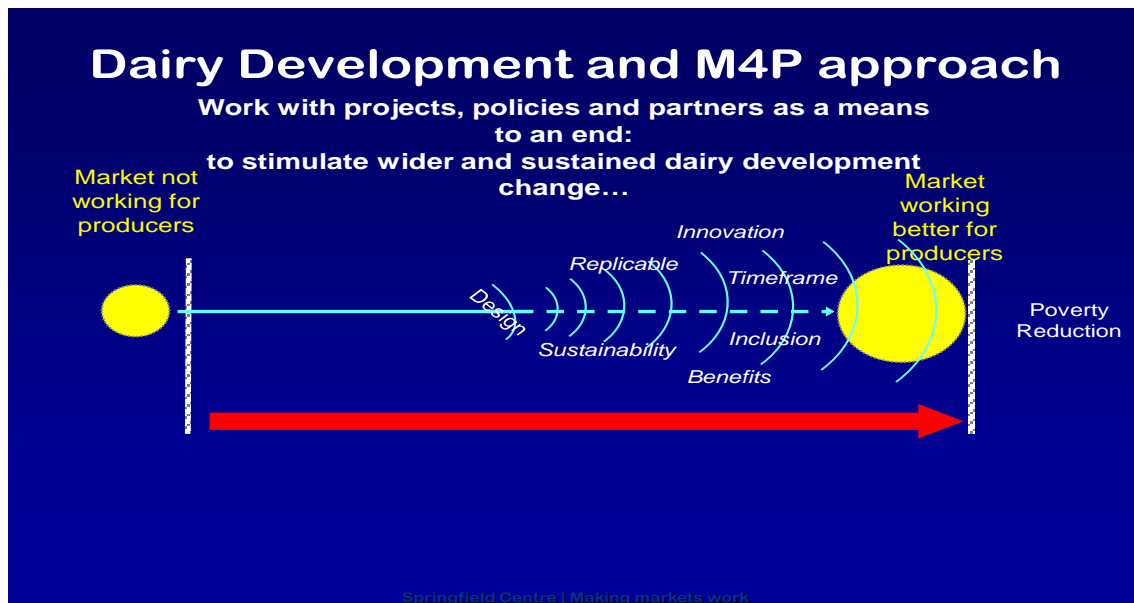 Dairy Development and M4P approach
Work with projects, policies and partners as a means
to an end:
to stimulate wider and sustained dairy development
change...
Market not
working for
producers
Market
working
better for
producers
Innovation
Replicable
Timeframe
Design
Sustainability
Inclusion
Benefits
Poverty
Reduction
Springfield Centre | Making markets work